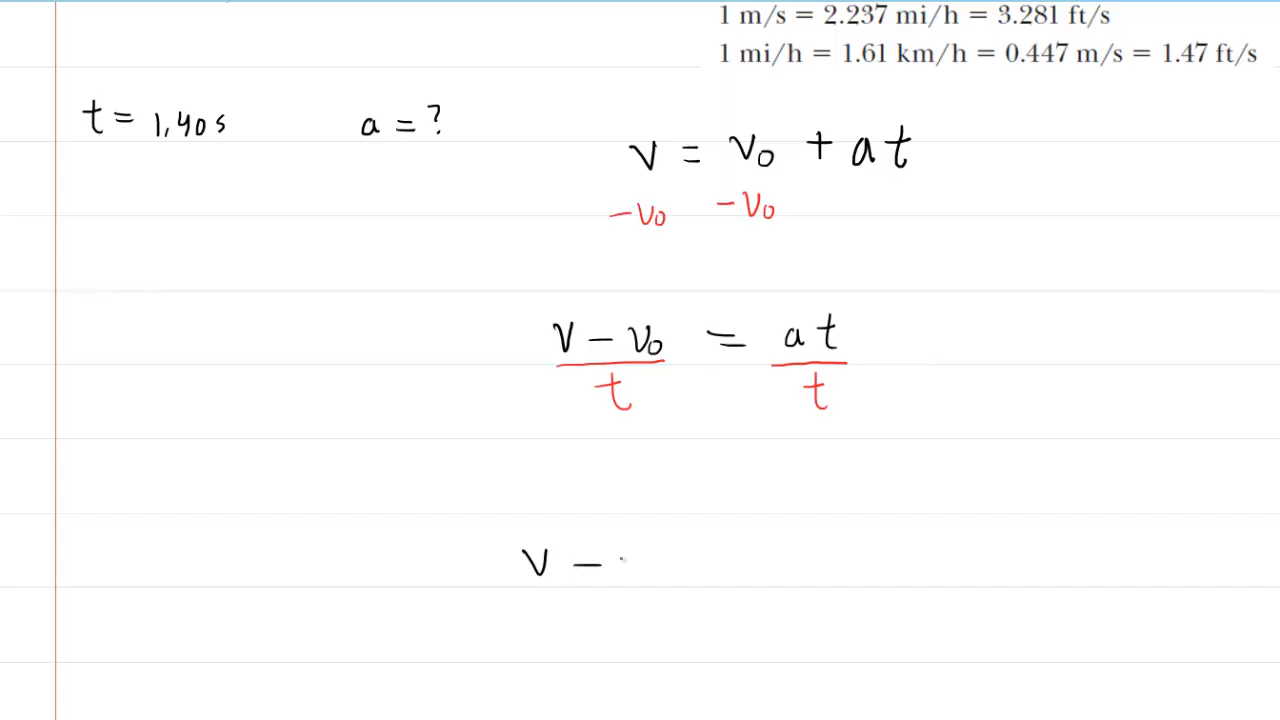 1 m/s = 2.237 mi/h = 3.281 ft/s
1 mi/h = 1.61 km/h = 0.447 m/s = 1.47 ft/s
t = 1,40 s a = ?
v = v₀ + at
-v₀ -v₀
v - v₀ = at
t t
v -